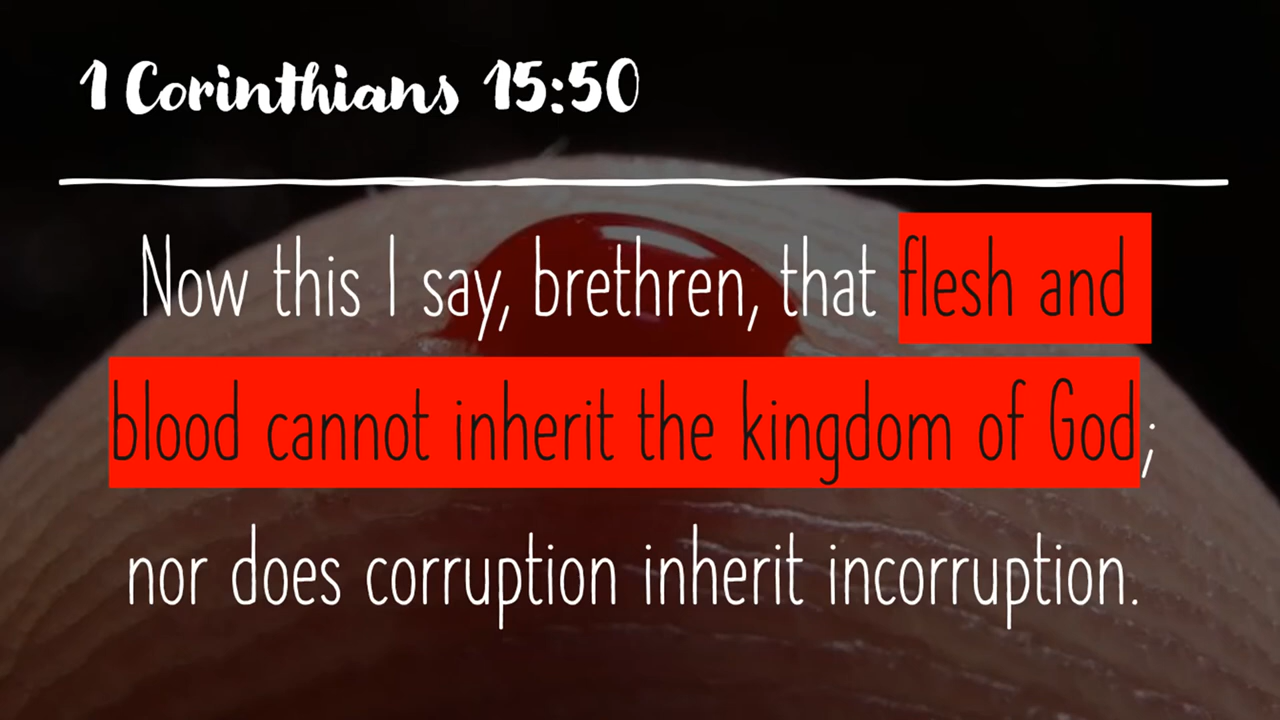 1 Corinthians 15:50
Now this I say, brethren, that flesh and
blood cannot inherit the kingdom of God;
nor does corruption inherit incorruption.